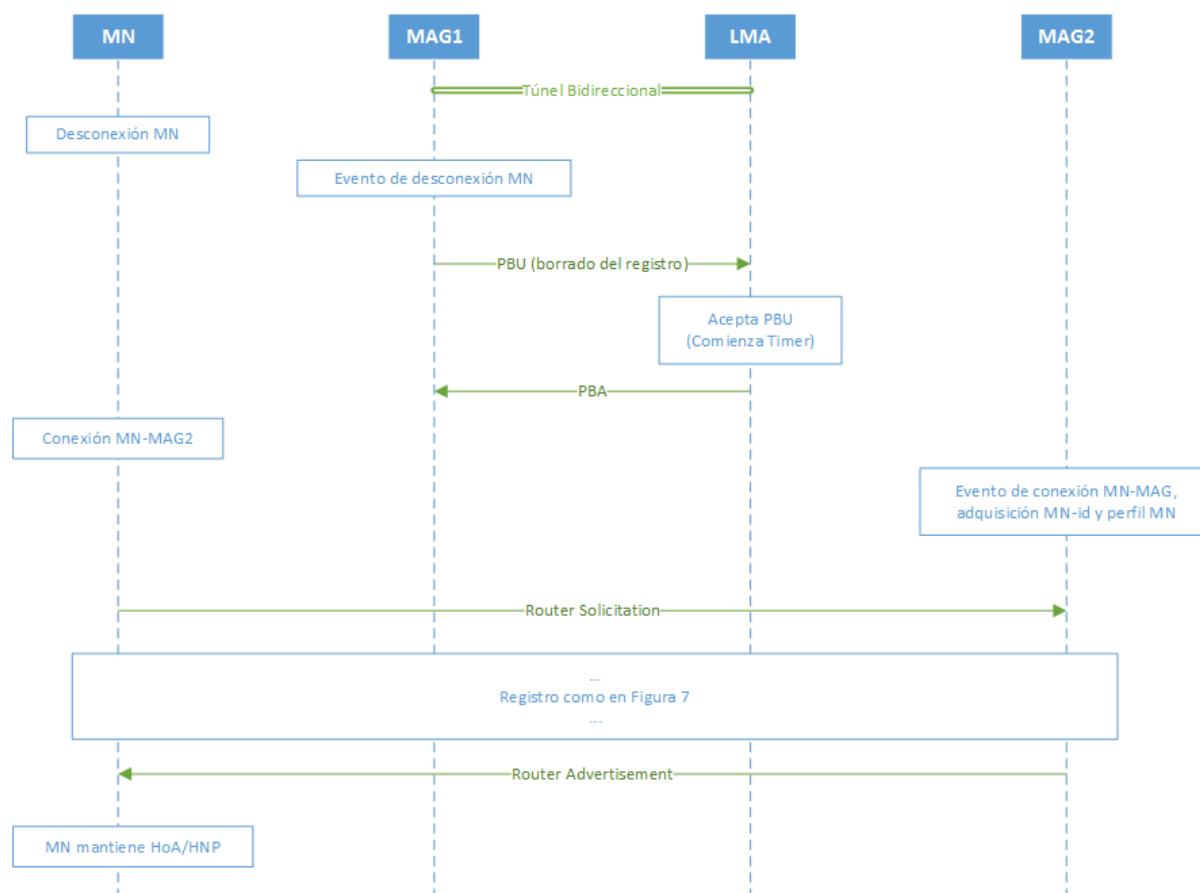 MN
MAG1
LMA
MAG2
Túnel Bidireccional
Desconexión MN
Evento de desconexión MN
PBU (borrado del registro)
Acepta PBU
(Comienza Timer)
PBA
Conexión MN-MAG2
Evento de conexión MN-MAG,
adquisición MN-id y perfil MN
Router Solicitation
...
Registro como en Figura 7
...
Router Advertisement
MN mantiene HoA/HNP